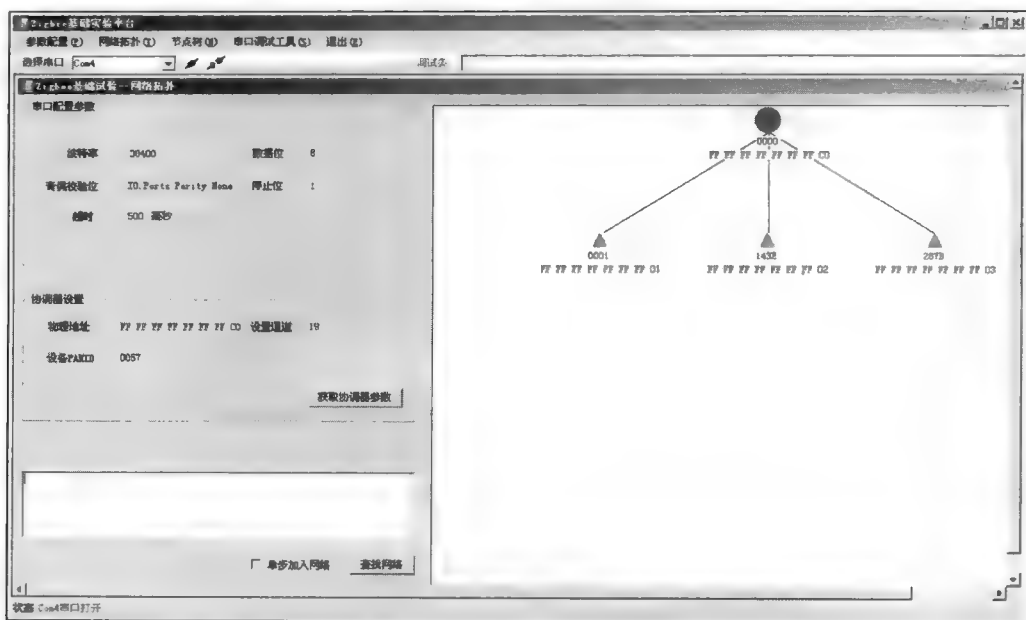 Zigbee基础实验平台
参数配置(P) 网络拓扑(T) 节点树(N) 串口调试工具(S) 退出(E)
选择串口 Com4 调试类
Zigbee基础试验--网络拓扑
串口配置参数
波特率 38400 数据位 8
奇偶校验位 IO.Ports Parity None 停止位 1
超时 500 毫秒
协调器设置
物理地址 FF FF FF FF FF FF FF C0 设置通道 19
设备PANID 0057
获取协调器参数
单步加入网络 查找网络
0000
FF FF FF FF FF FF FF C0
0001 1432 2873
FF FF FF FF FF FF FF 01 FF FF FF FF FF FF FF 02 FF FF FF FF FF FF FF 03
状态 Com4串口打开